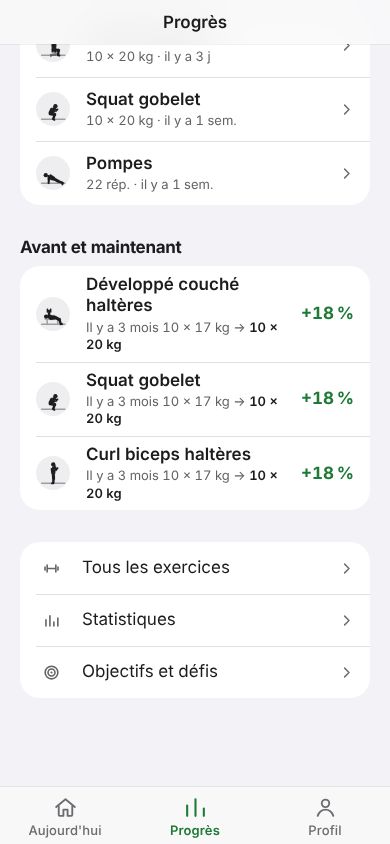 Progrès
10 × 20 kg · il y a 3 j
Squat gobelet
10 × 20 kg · il y a 1 sem.
Pompes
22 rép. · il y a 1 sem.
Avant et maintenant
Développé couché
haltères
Il y a 3 mois 10 × 17 kg → 10 ×
20 kg
+18 %
Squat gobelet
Il y a 3 mois 10 × 17 kg → 10 ×
20 kg
+18 %
Curl biceps haltères
Il y a 3 mois 10 × 17 kg → 10 ×
20 kg
+18 %
Tous les exercices
Statistiques
Objectifs et défis
Aujourd'hui
Progrès
Profil